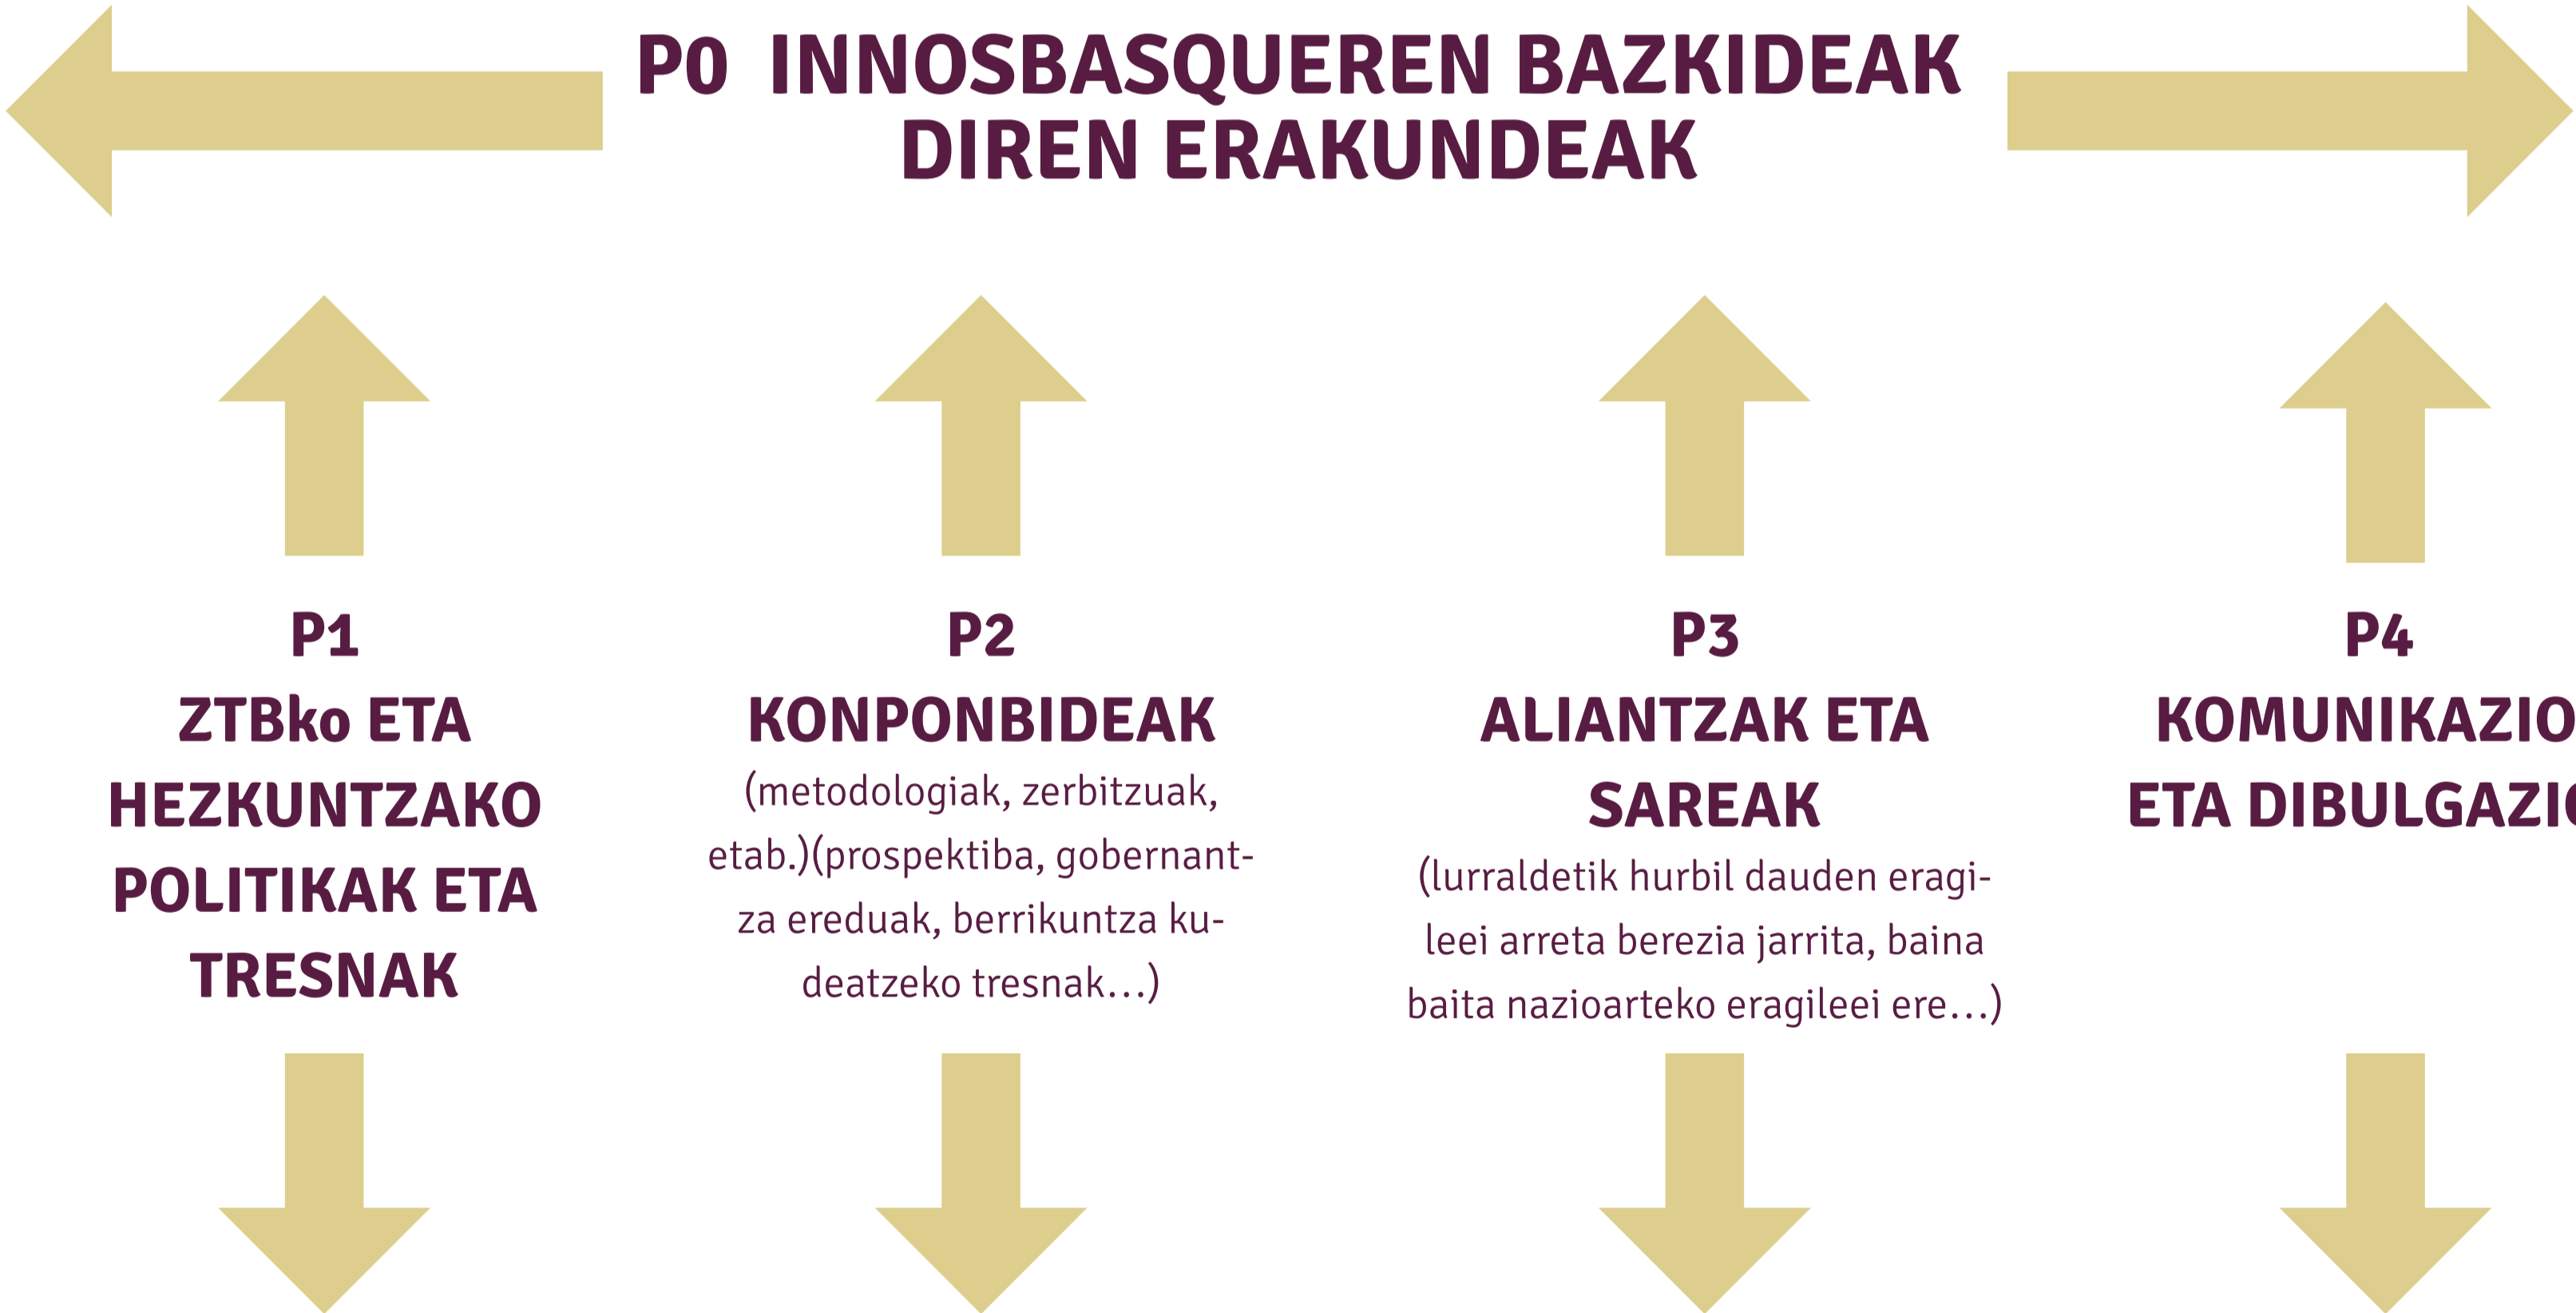 P0 INNOSBASQUEREN BAZKIDEAK
DIREN ERAKUNDEAK
P1
ZTBko ETA
HEZKUNTZAKO
POLITIKAK ETA
TRESNAK
P2
KONPONBIDEAK
(metodologiak, zerbitzuak,
etab.)(prospektiba, gobernant-
za ereduak, berrikuntza ku-
deatzeko tresnak...)
P3
ALIANTZAK ETA
SAREAK
(lurraldetik hurbil dauden eragi-
leei arreta berezia jarrita, baina
baita nazioarteko eragileei ere...)
P4
KOMUNIKAZIO
ETA DIBULGAZIO